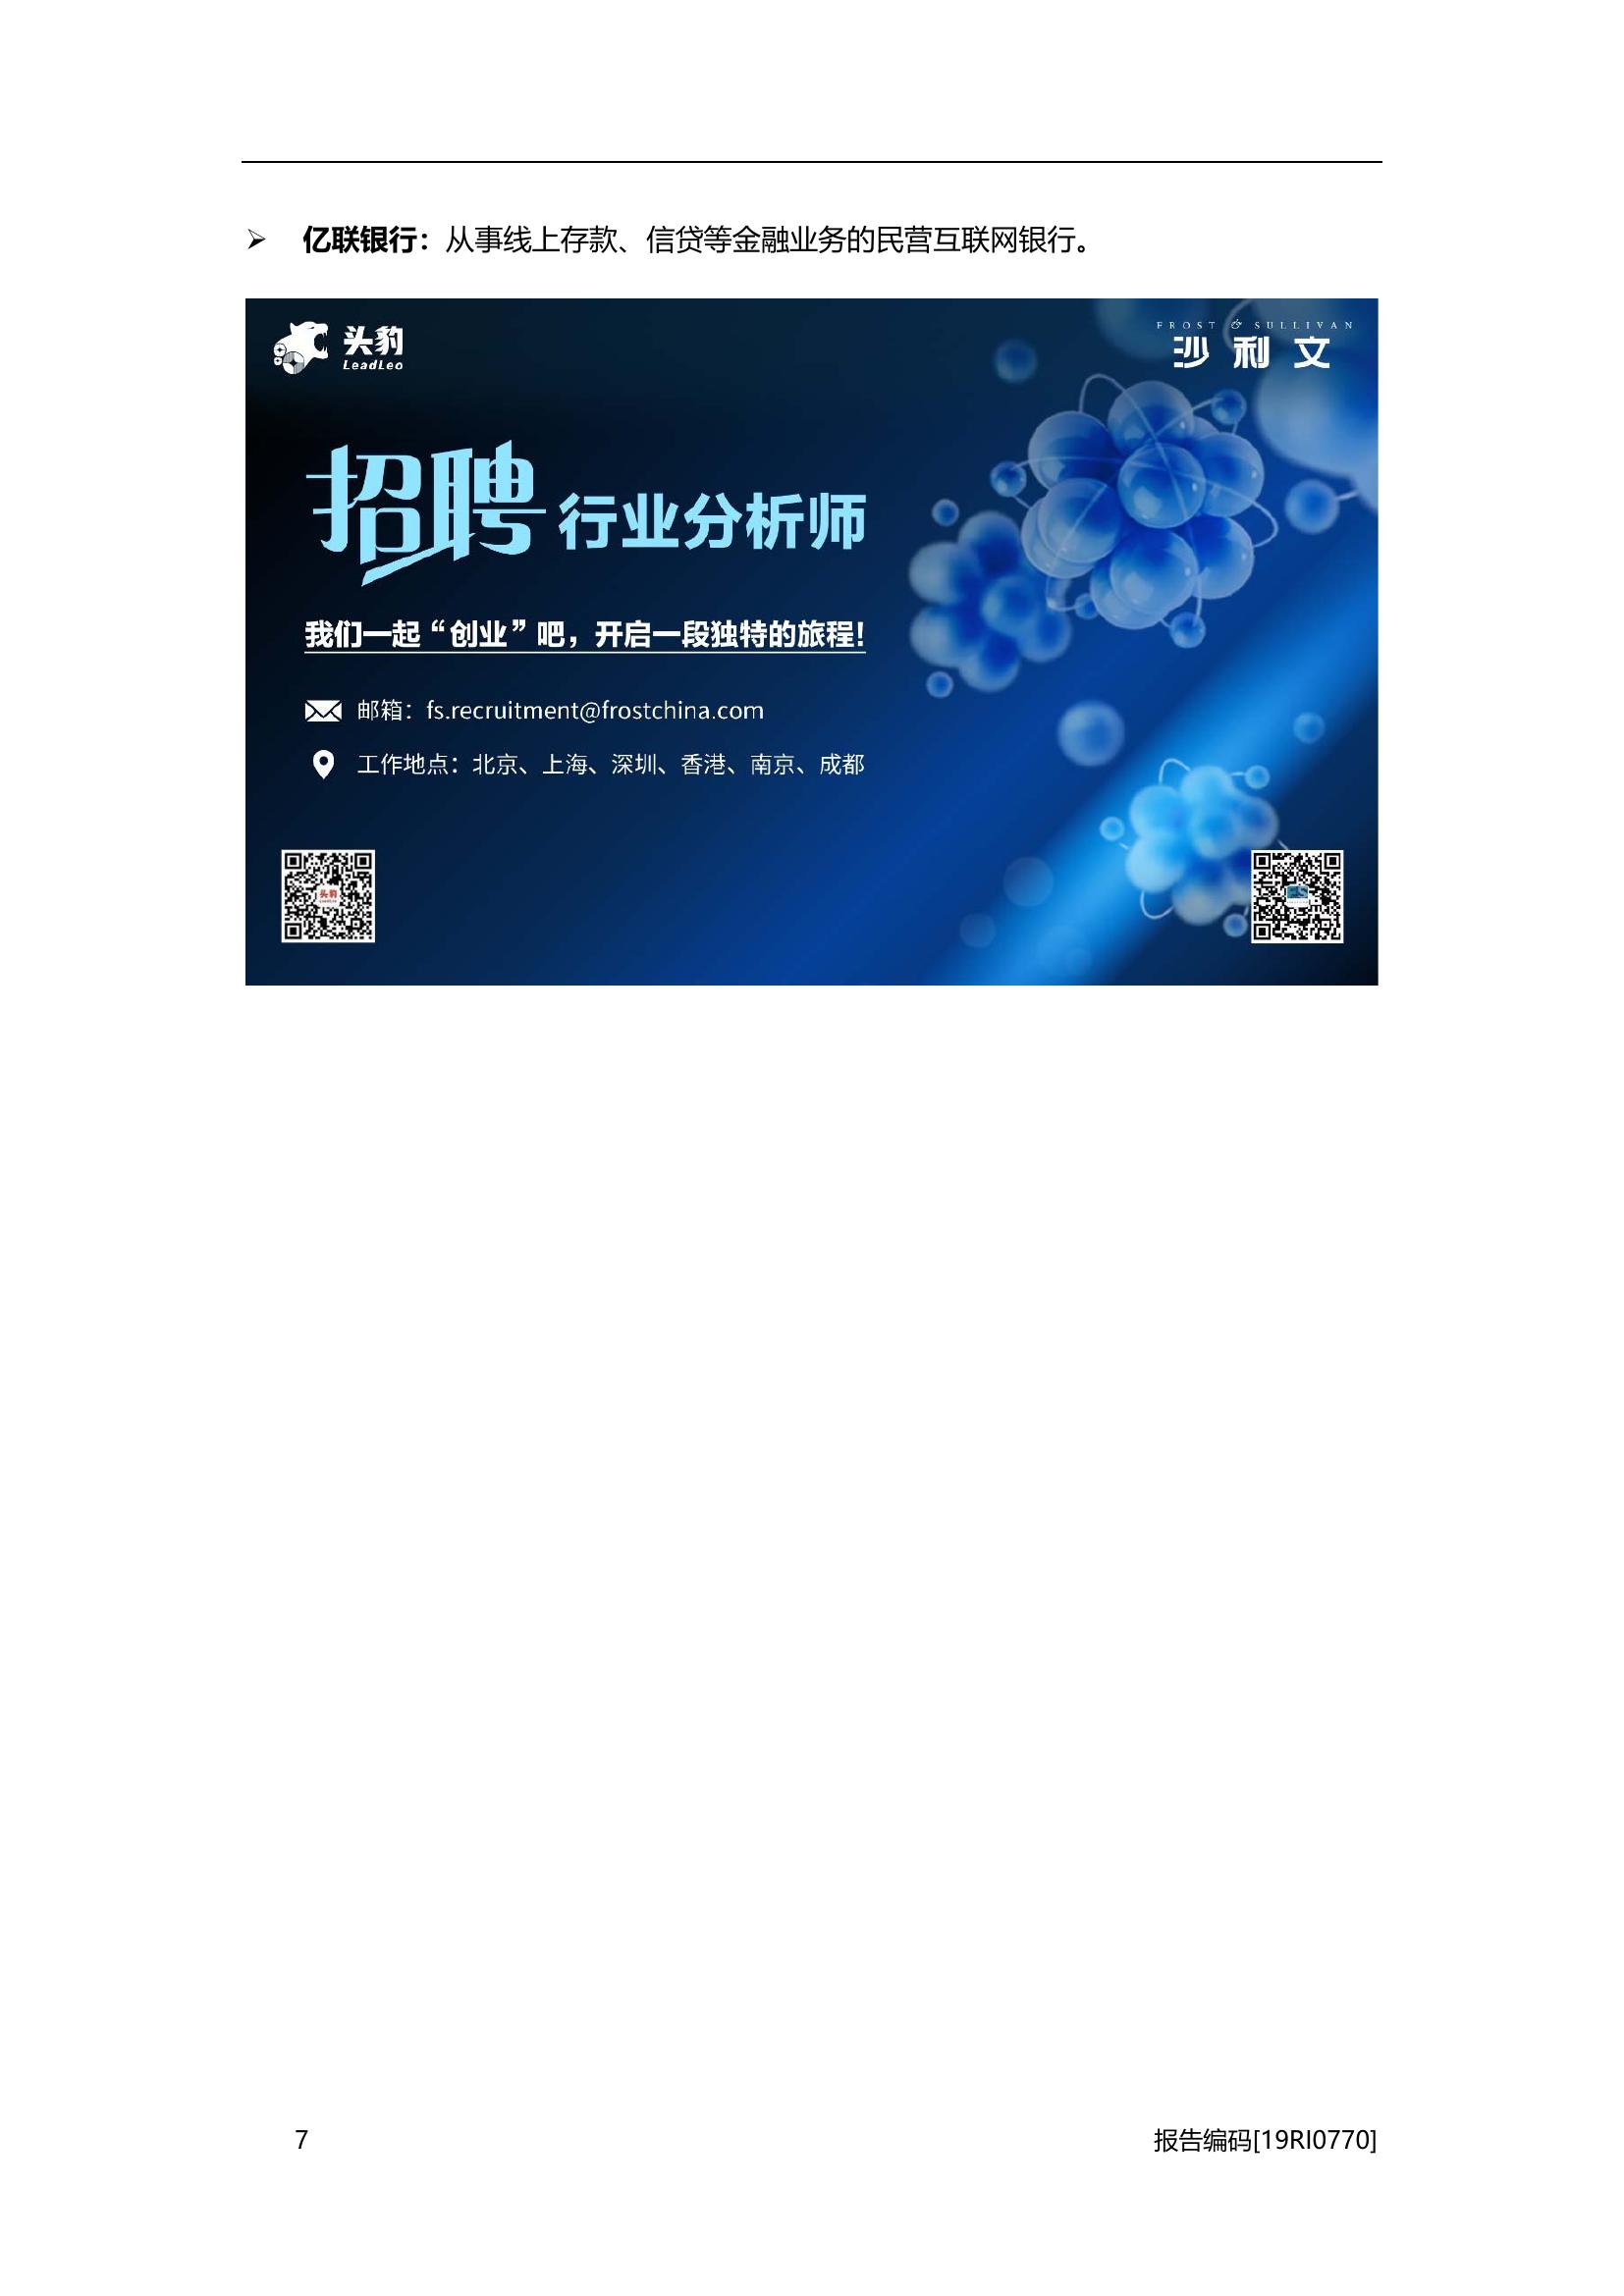 ➢ 亿联银行：从事线上存款、信贷等金融业务的民营互联网银行。
头豹
LeadLeo
FROST & SULLIVAN
沙利文
招聘 行业分析师
我们一起“创业”吧，开启一段独特的旅程!
邮箱：fs.recruitment@frostchina.com
工作地点：北京、上海、深圳、香港、南京、成都
头豹
LeadLeo
7
报告编码[19RI0770]